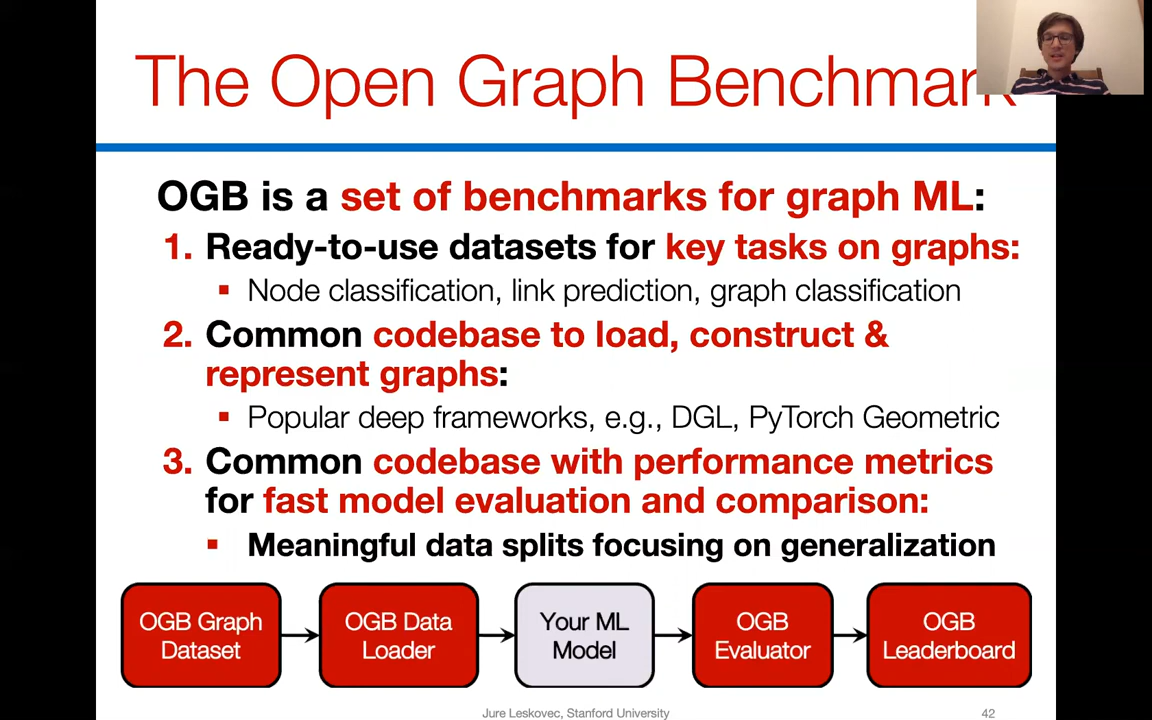 The Open Graph Benchmark
OGB is a set of benchmarks for graph ML:
1. Ready-to-use datasets for key tasks on graphs:
▪ Node classification, link prediction, graph classification
2. Common codebase to load, construct &
represent graphs:
▪ Popular deep frameworks, e.g., DGL, PyTorch Geometric
3. Common codebase with performance metrics
for fast model evaluation and comparison:
▪ Meaningful data splits focusing on generalization
OGB Graph
Dataset
OGB Data
Loader
Your ML
Model
OGB
Evaluator
OGB
Leaderboard
Jure Leskovec, Stanford University
42